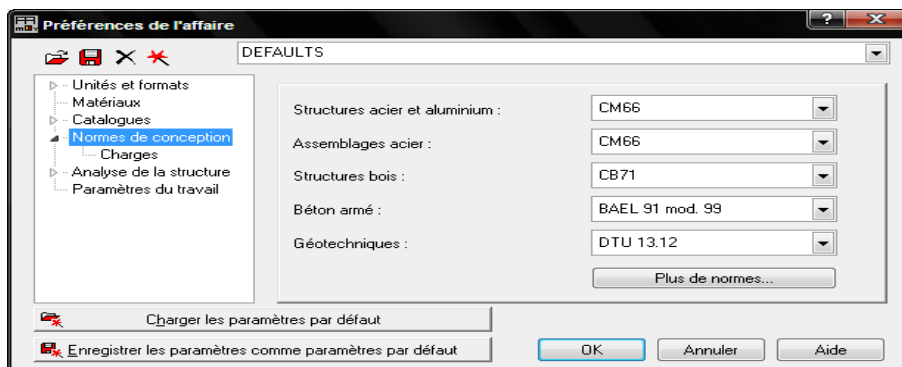 Préférences de l'affaire
DEFAULTS
Unités et formats
Matériaux
Catalogues
Normes de conception
Charges
Analyse de la structure
Paramètres du travail
Structures acier et aluminium :
CM66
Assemblages acier :
CM66
Structures bois :
CB71
Béton armé :
BAEL 91 mod. 99
Géotechniques :
DTU 13.12
Plus de normes...
Charger les paramètres par défaut
Enregistrer les paramètres comme paramètres par défaut
OK
Annuler
Aide